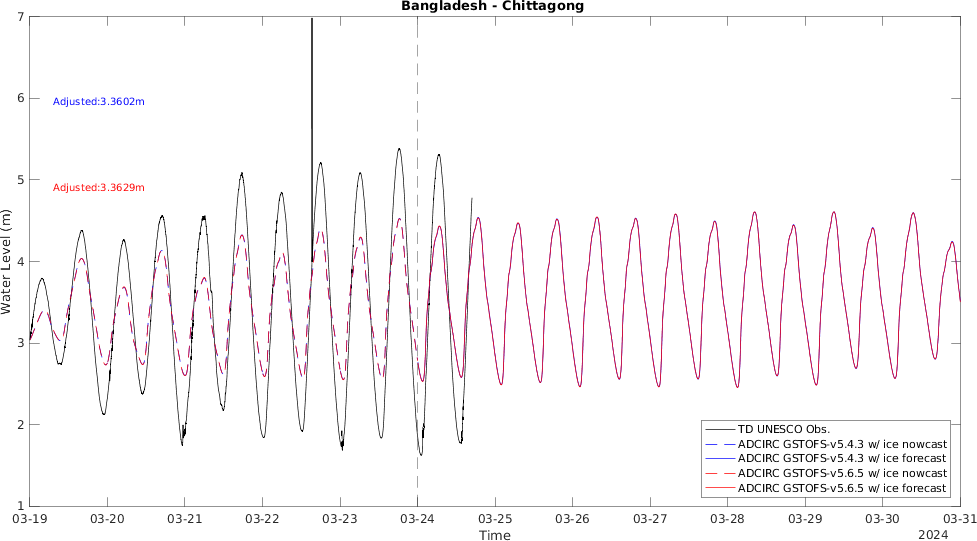 Bangladesh - Chittagong
7
6
5
4
3
2
1
Water Level (m)
Adjusted:3.3602m
Adjusted:3.3629m
TD UNESCO Obs.
ADCIRC GSTOFS-v5.4.3 w/ ice nowcast
ADCIRC GSTOFS-v5.4.3 w/ ice forecast
ADCIRC GSTOFS-v5.6.5 w/ ice nowcast
ADCIRC GSTOFS-v5.6.5 w/ ice forecast
03-19 03-20 03-21 03-22 03-23 03-24 03-25 03-26 03-27 03-28 03-29 03-30 03-31
Time
2024